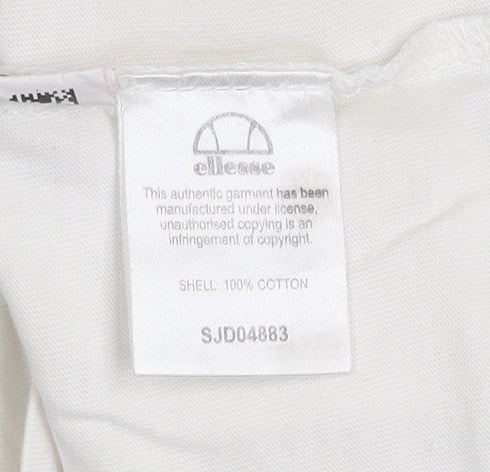 ellesse
This authentic garment has been
manufactured under license,
unauthorised copying is an
infringement of copyright.
SHELL: 100% COTTON
SJD04883